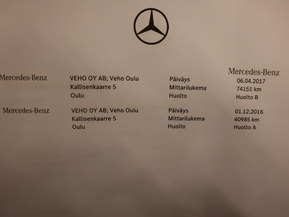 Mercedes-Benz
Mercedes-Benz VEHO OY AB; Veho Oulu Päiväys 06.04.2017
Kallisenkaarre 5 Mittarilukema 74151 km
Oulu Huolto Huolto B
Mercedes-Benz VEHO OY AB; Veho Oulu Päiväys 01.12.2016
Kallisenkaarre 5 Mittarilukema 40985 km
Oulu Huolto Huolto A